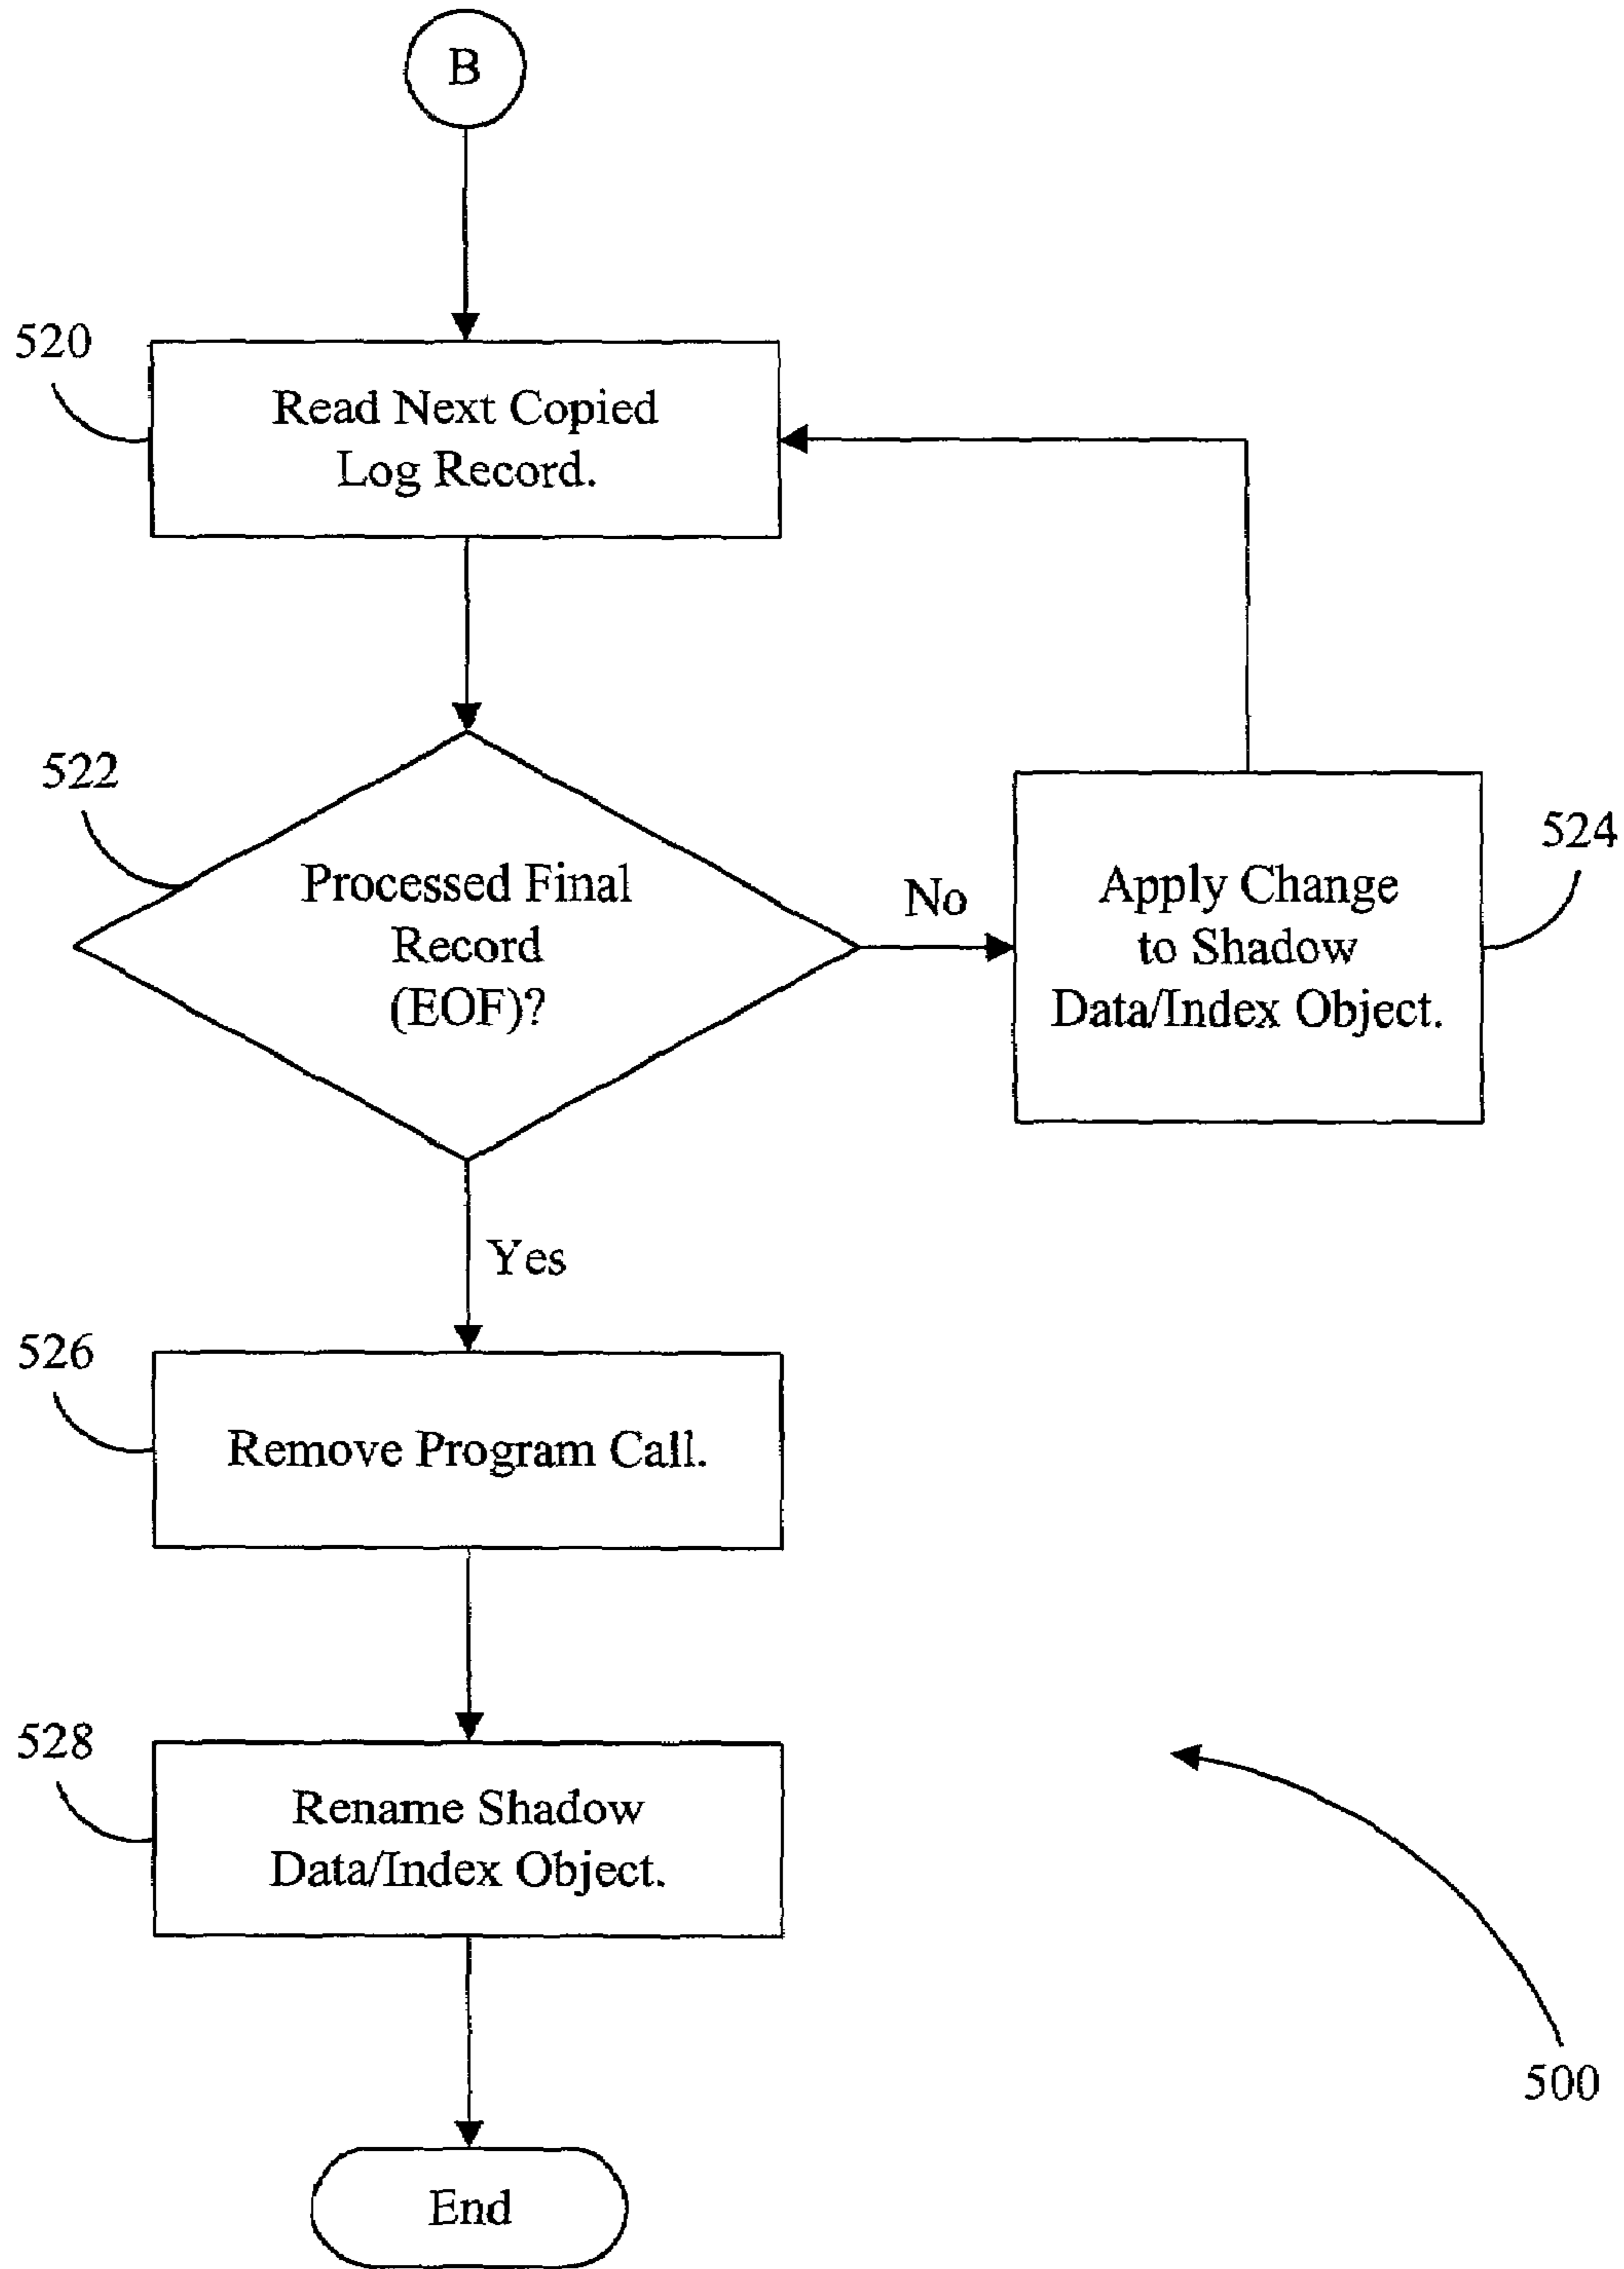 B
520
Read Next Copied
Log Record.
522
Processed Final
Record
(EOF)?
No
524
Apply Change
to Shadow
Data/Index Object.
Yes
526
Remove Program Call.
528
Rename Shadow
Data/Index Object.
500
End